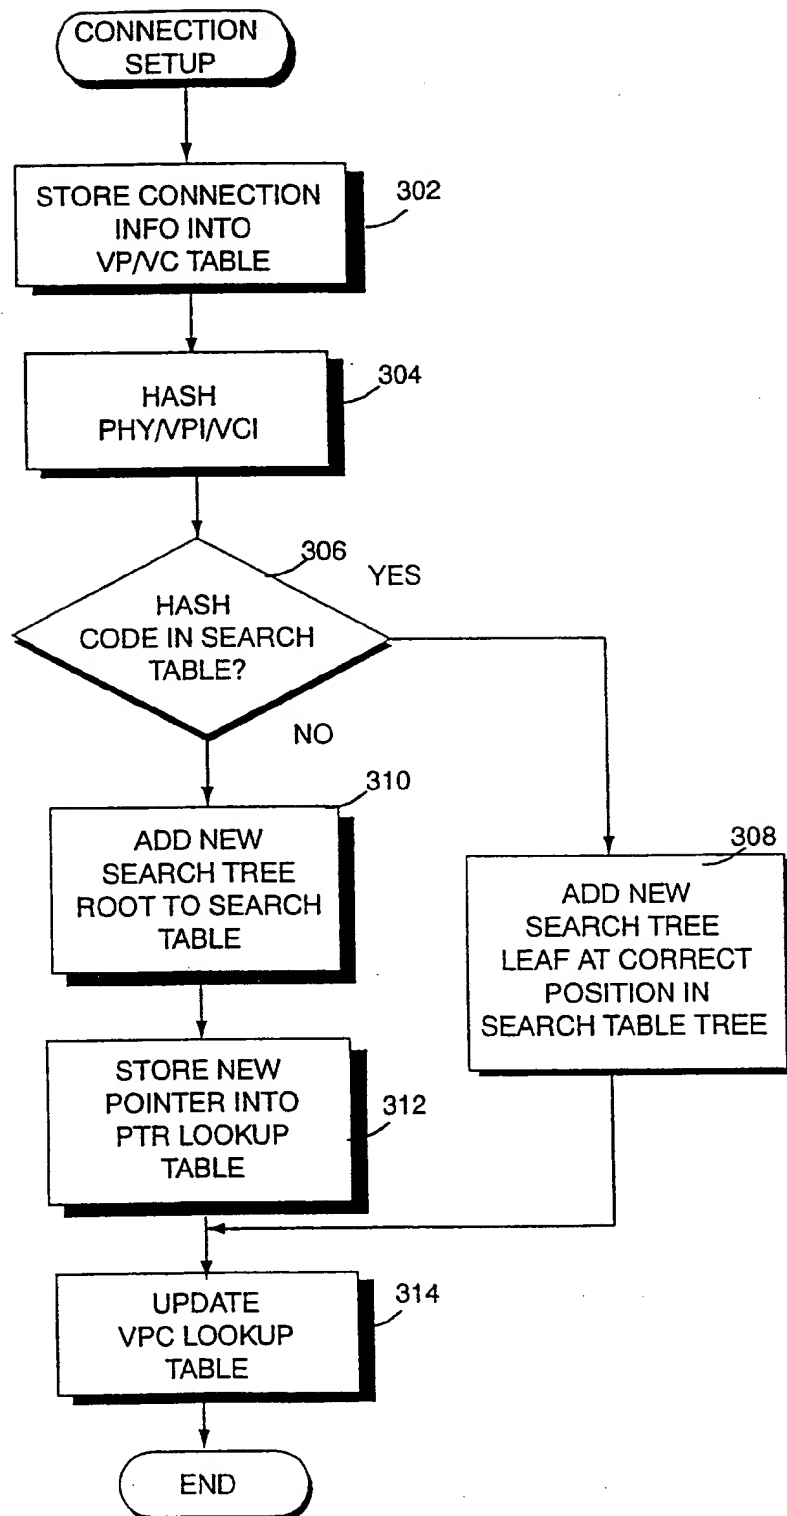 CONNECTION
SETUP
STORE CONNECTION
INFO INTO
VP/VC TABLE
302
HASH
PHY/VPI/VCI
304
306
YES
HASH
CODE IN SEARCH
TABLE?
NO
310
ADD NEW
SEARCH TREE
ROOT TO SEARCH
TABLE
308
ADD NEW
SEARCH TREE
LEAF AT CORRECT
POSITION IN
SEARCH TABLE TREE
STORE NEW
POINTER INTO
PTR LOOKUP
TABLE
312
UPDATE
VPC LOOKUP
TABLE
314
END